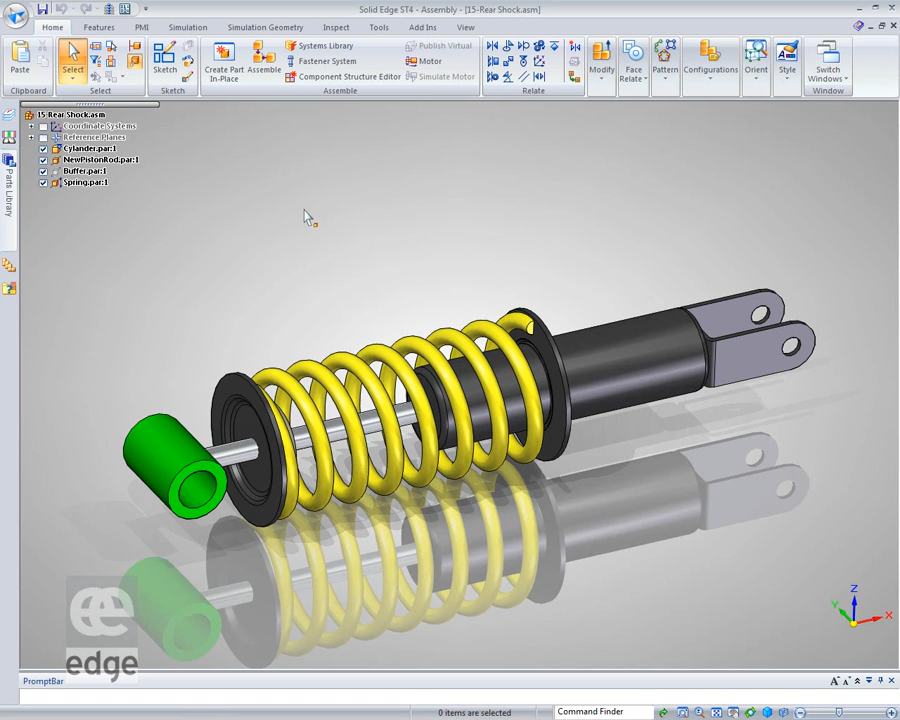 Solid Edge ST4 - Assembly - [15-Rear Shock.asm]
Home Features PMI Simulation Simulation Geometry Inspect Tools Add Ins View
Paste
Clipboard
Select
Select
Sketch
Sketch
Create Part In-Place
Assemble
Systems Library
Fastener System
Component Structure Editor
Publish Virtual
Motor
Simulate Motor
Assemble
Relate
Modify
Face Relate
Pattern
Configurations
Orient
Style
Switch Windows
Window
15-Rear Shock.asm
Coordinate Systems
Reference Planes
Cylander.par:1
NewPistonRod.par:1
Buffer.par:1
Spring.par:1
Parts Library
Z
Y
X
edge
PromptBar
0 items are selected
Command Finder